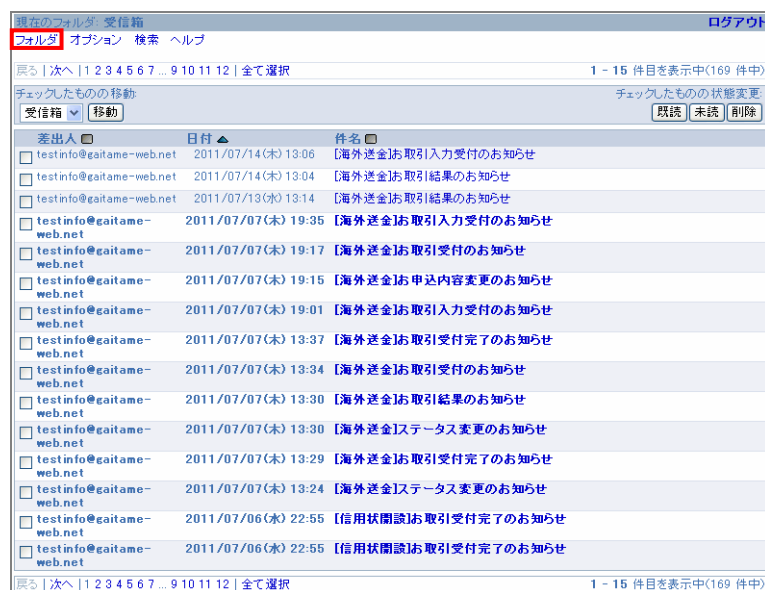 現在のフォルダ: 受信箱 ログアウト
フォルダ オプション 検索 ヘルプ
戻る | 次へ | 1 2 3 4 5 6 7 ... 9 10 11 12 | 全て選択 1 - 15 件目を表示中(169 件中)
チェックしたものの移動: チェックしたものの状態変更:
受信箱 移動 既読 未読 削除
差出人 日付 件名
testinfo@gaitame-web.net 2011/07/14(木) 13:06 [海外送金]お取引入力受付のお知らせ
testinfo@gaitame-web.net 2011/07/14(木) 13:04 [海外送金]お取引結果のお知らせ
testinfo@gaitame-web.net 2011/07/13(水) 13:14 [海外送金]お取引結果のお知らせ
testinfo@gaitame- 2011/07/07(木) 19:35 [海外送金]お取引入力受付のお知らせ
web.net
testinfo@gaitame- 2011/07/07(木) 19:17 [海外送金]お取引受付のお知らせ
web.net
testinfo@gaitame- 2011/07/07(木) 19:15 [海外送金]お申込内容変更のお知らせ
web.net
testinfo@gaitame- 2011/07/07(木) 19:01 [海外送金]お取引入力受付のお知らせ
web.net
testinfo@gaitame- 2011/07/07(木) 13:37 [海外送金]お取引受付完了のお知らせ
web.net
testinfo@gaitame- 2011/07/07(木) 13:34 [海外送金]お取引受付のお知らせ
web.net
testinfo@gaitame- 2011/07/07(木) 13:30 [海外送金]お取引結果のお知らせ
web.net
testinfo@gaitame- 2011/07/07(木) 13:30 [海外送金]ステータス変更のお知らせ
web.net
testinfo@gaitame- 2011/07/07(木) 13:29 [海外送金]お取引受付完了のお知らせ
web.net
testinfo@gaitame- 2011/07/07(木) 13:24 [海外送金]ステータス変更のお知らせ
web.net
testinfo@gaitame- 2011/07/06(水) 22:55 [信用状開設]お取引受付完了のお知らせ
web.net
testinfo@gaitame- 2011/07/06(水) 22:55 [信用状開設]お取引受付完了のお知らせ
web.net
戻る | 次へ | 1 2 3 4 5 6 7 ... 9 10 11 12 | 全て選択 1 - 15 件目を表示中(169 件中)